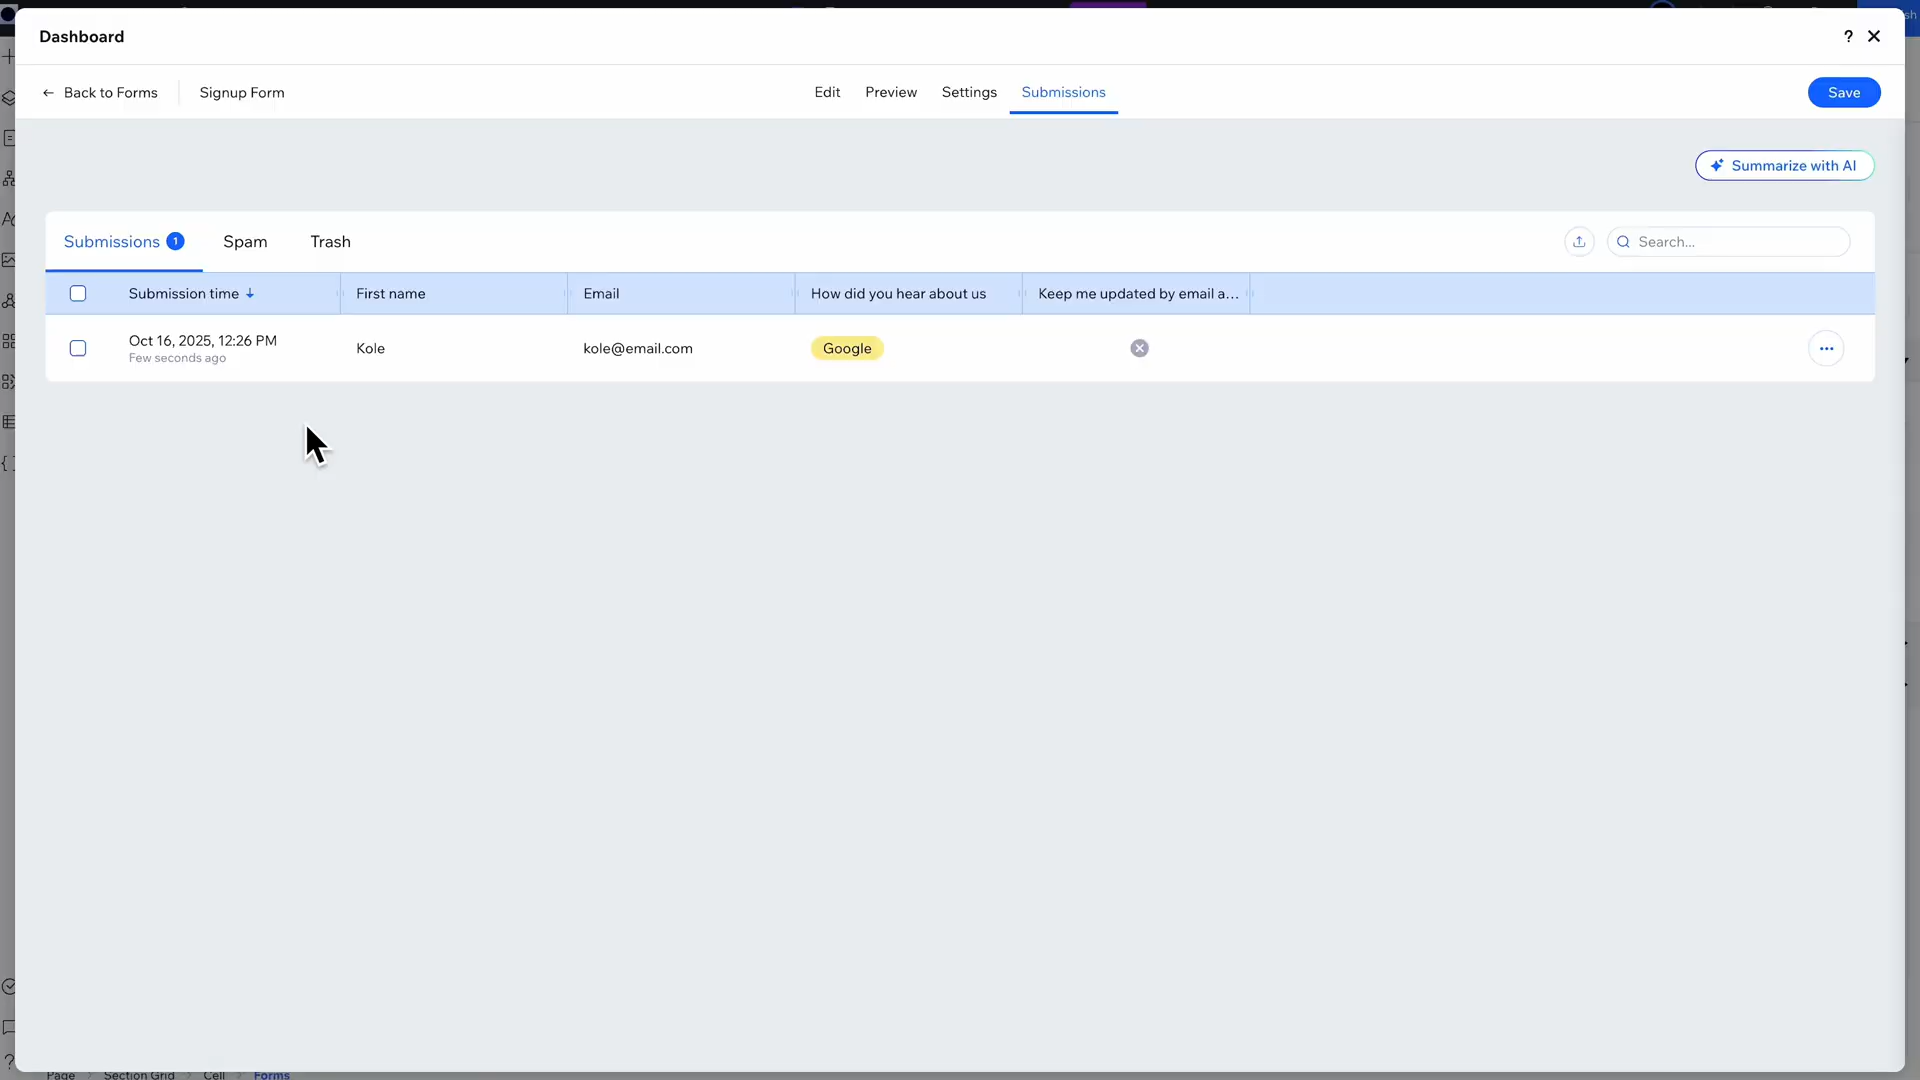 Dashboard
?
Back to Forms
Signup Form
Edit
Preview
Settings
Submissions
Save
Summarize with AI
Submissions 1
Spam
Trash
Search...
Submission time
First name
Email
How did you hear about us
Keep me updated by email a...
Oct 16, 2025, 12:26 PM
Few seconds ago
Kole
kole@email.com
Google
Page
Section Grid
Cell
Forms